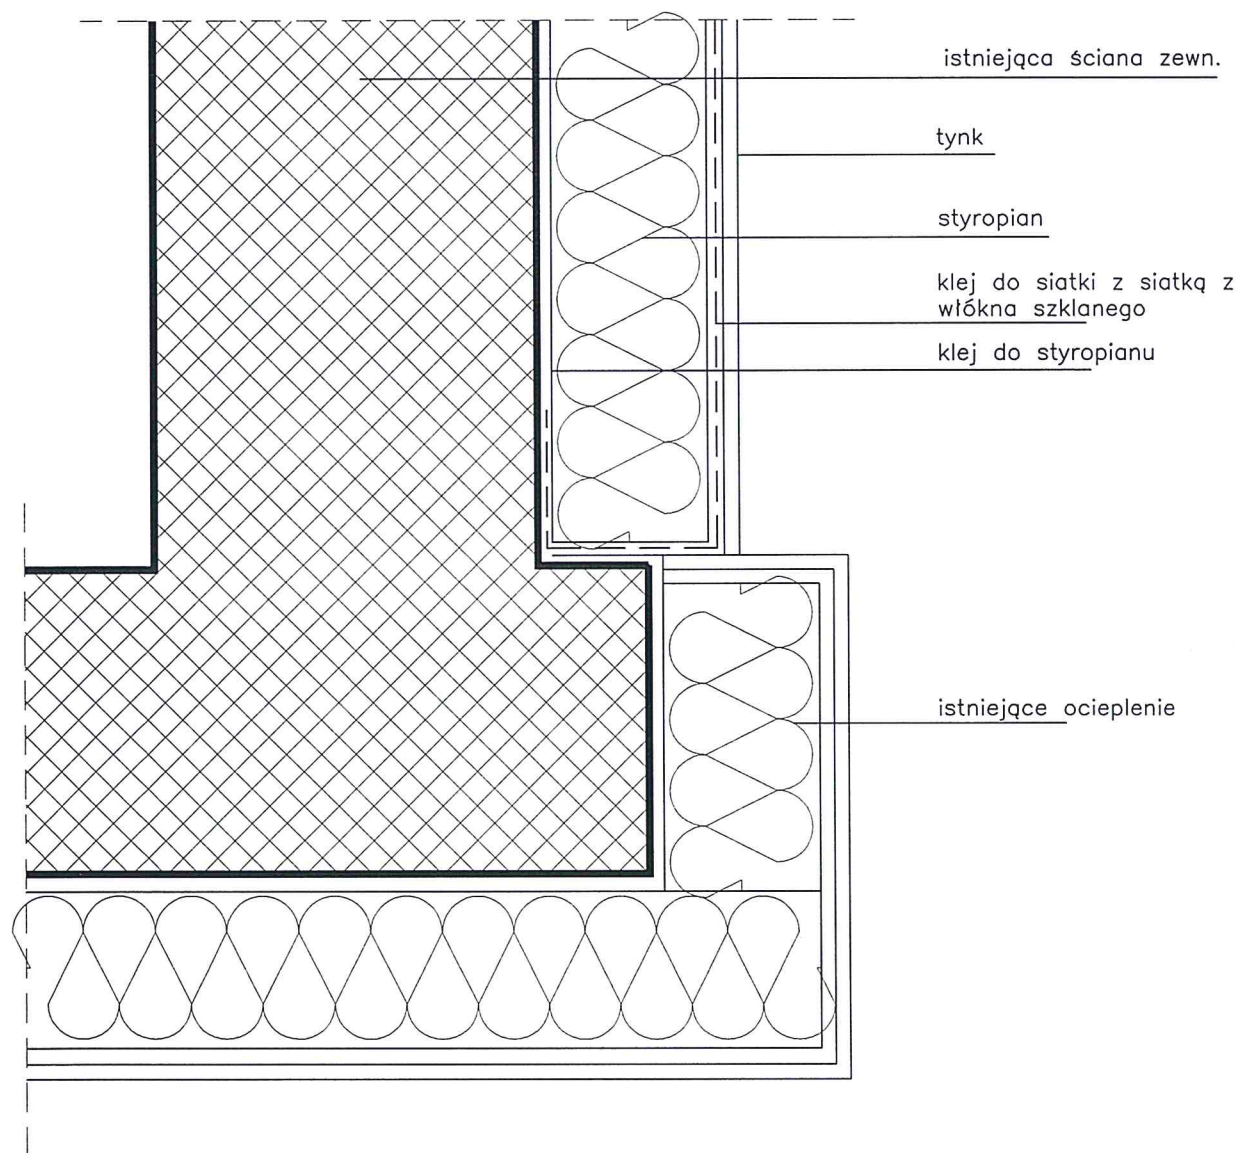 istniejąca ściana zewn.
tynk
styropian
klej do siatki z siatką z
włókna szklanego
klej do styropianu
istniejące ocieplenie